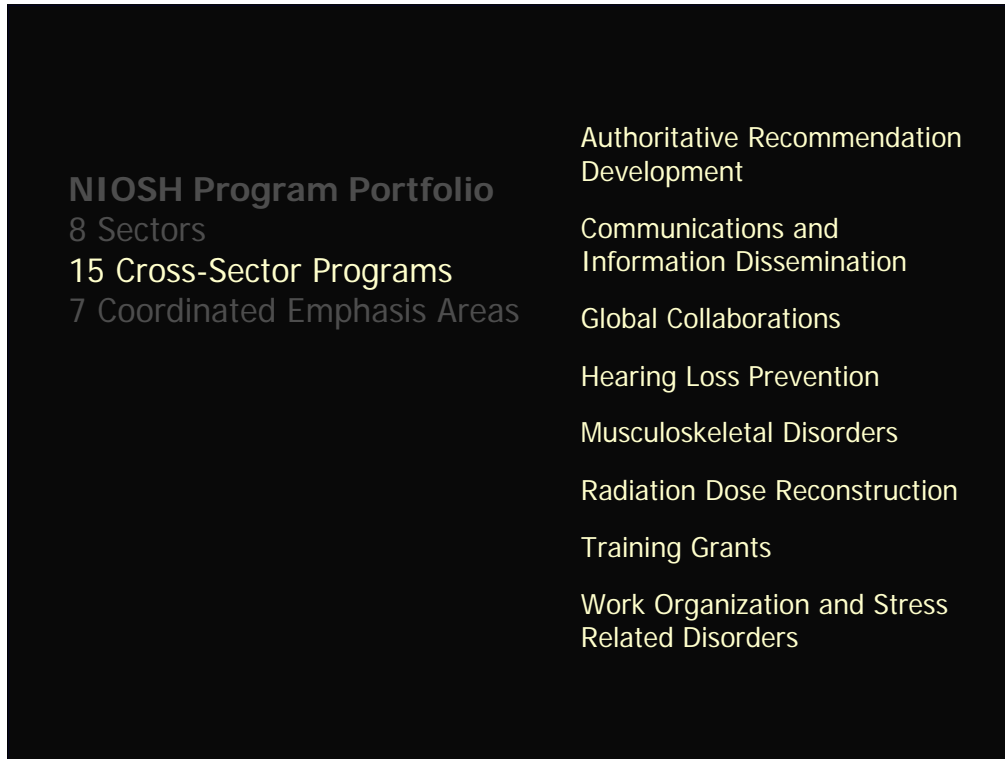 NIOSH Program Portfolio
8 Sectors
15 Cross-Sector Programs
7 Coordinated Emphasis Areas
Authoritative Recommendation
Development
Communications and
Information Dissemination
Global Collaborations
Hearing Loss Prevention
Musculoskeletal Disorders
Radiation Dose Reconstruction
Training Grants
Work Organization and Stress
Related Disorders